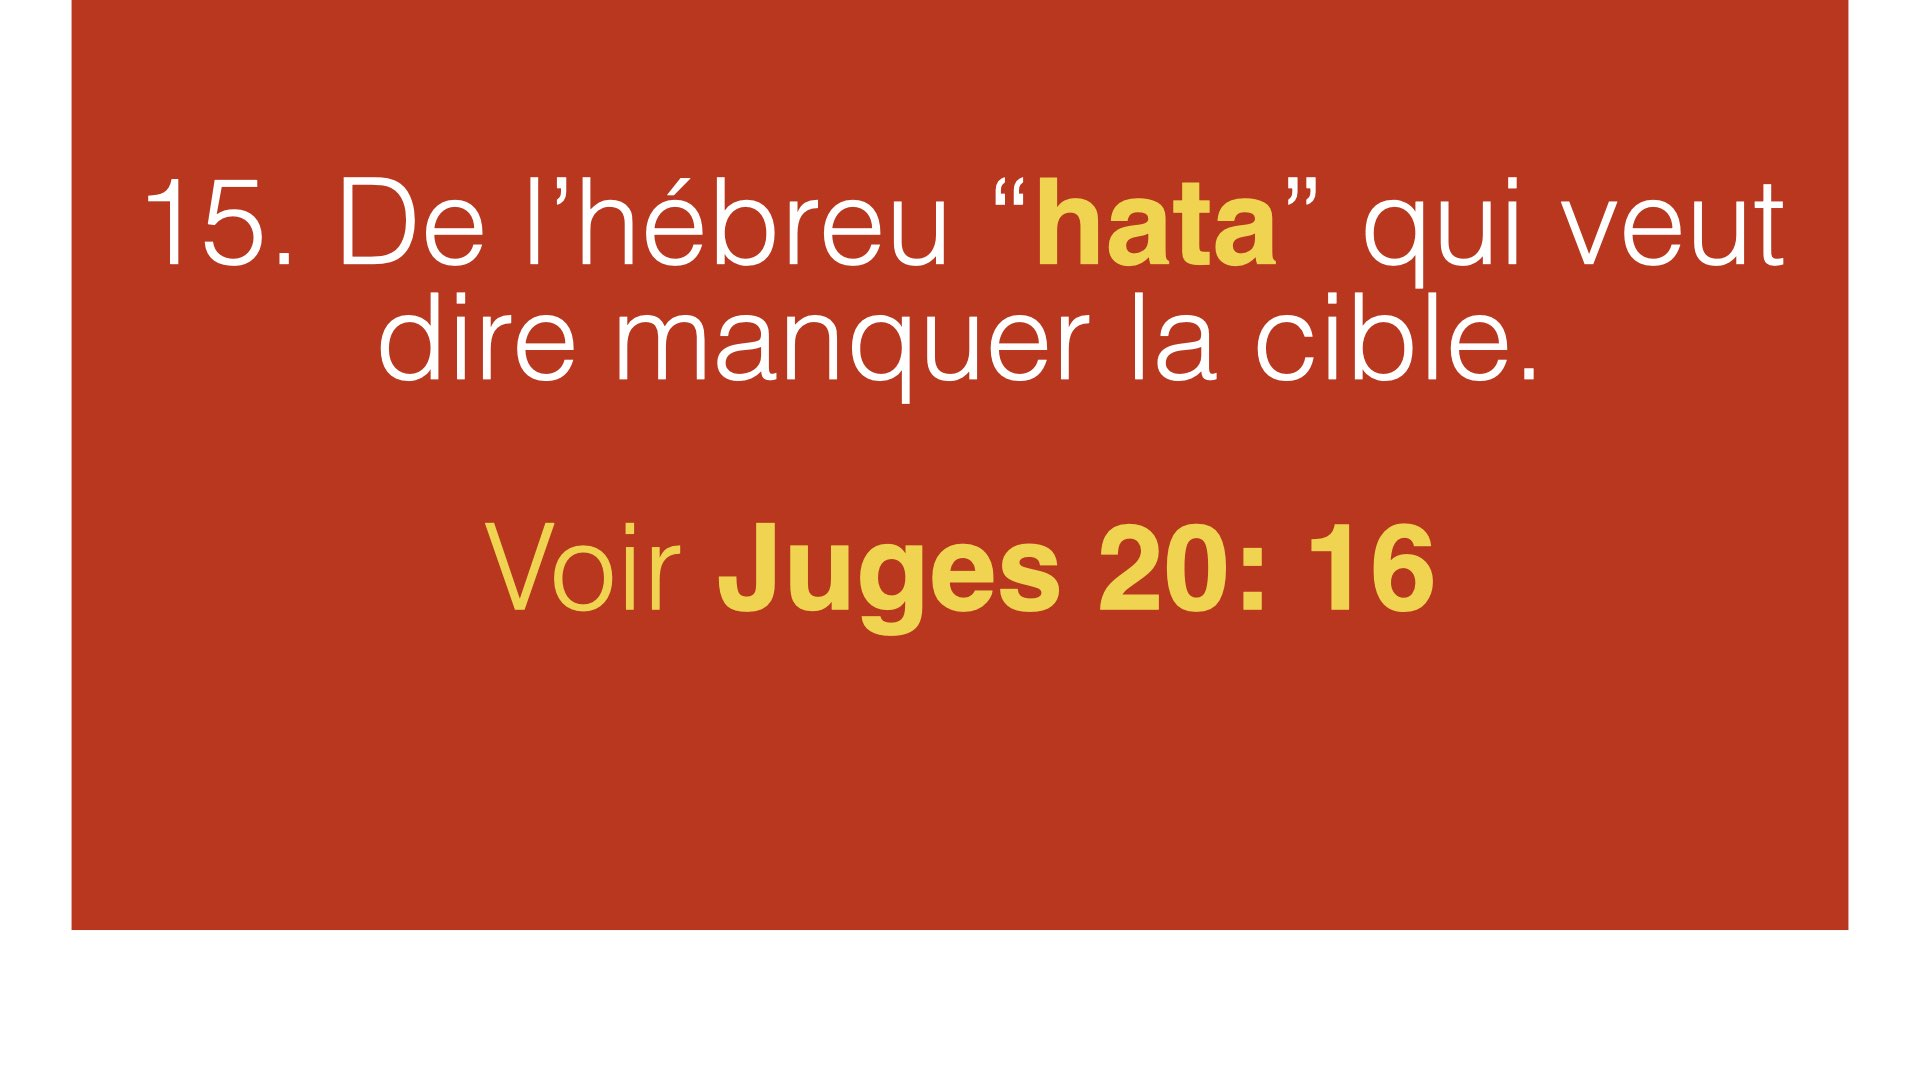 15. De l’hébreu “hata” qui veut
dire manquer la cible.
Voir Juges 20: 16